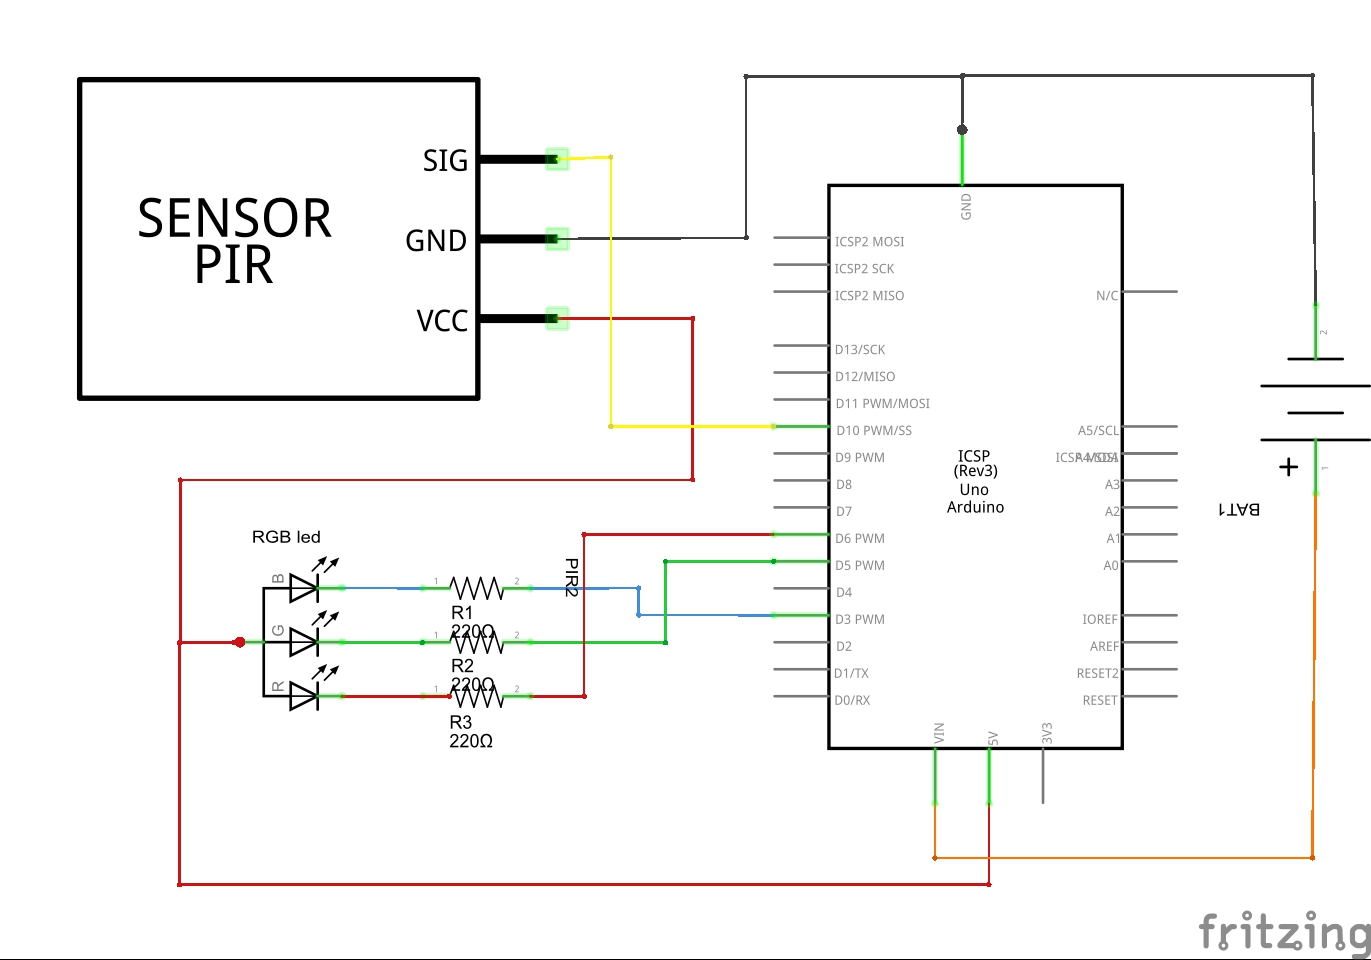 SENSOR
PIR
SIG
GND
VCC
GND
ICSP2 MOSI
ICSP2 SCK
ICSP2 MISO
N/C
2
D13/SCK
D12/MISO
D11 PWM/MOSI
D10 PWM/SS
D9 PWM
D8
D7
D6 PWM
D5 PWM
D4
D3 PWM
D2
D1/TX
D0/RX
ICSP
(Rev3)
Uno
Arduino
A5/SCL
A3
A2
A1
A0
IOREF
AREF
RESET2
RESET
VIN
5V
3V3
+
1
BAT1
RGB led
B
G
R
1
2
R1
220Ω
1
2
R2
220Ω
1
2
R3
220Ω
PIR2
fritzing